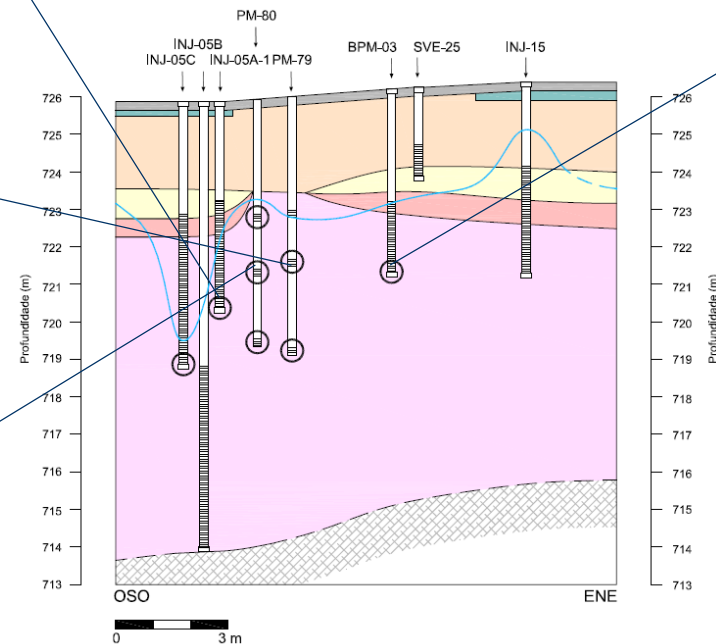 PM-80
INJ-05B
BPM-03 SVE-25 INJ-15
INJ-05C INJ-05A-1 PM-79
726 726
725 725
724 724
723 723
722 722
721 721
720 720
719 719
718 718
717 717
716 716
715 715
714 714
713 713
Profundidade (m)
Profundidade (m)
OSO ENE
0 3 m